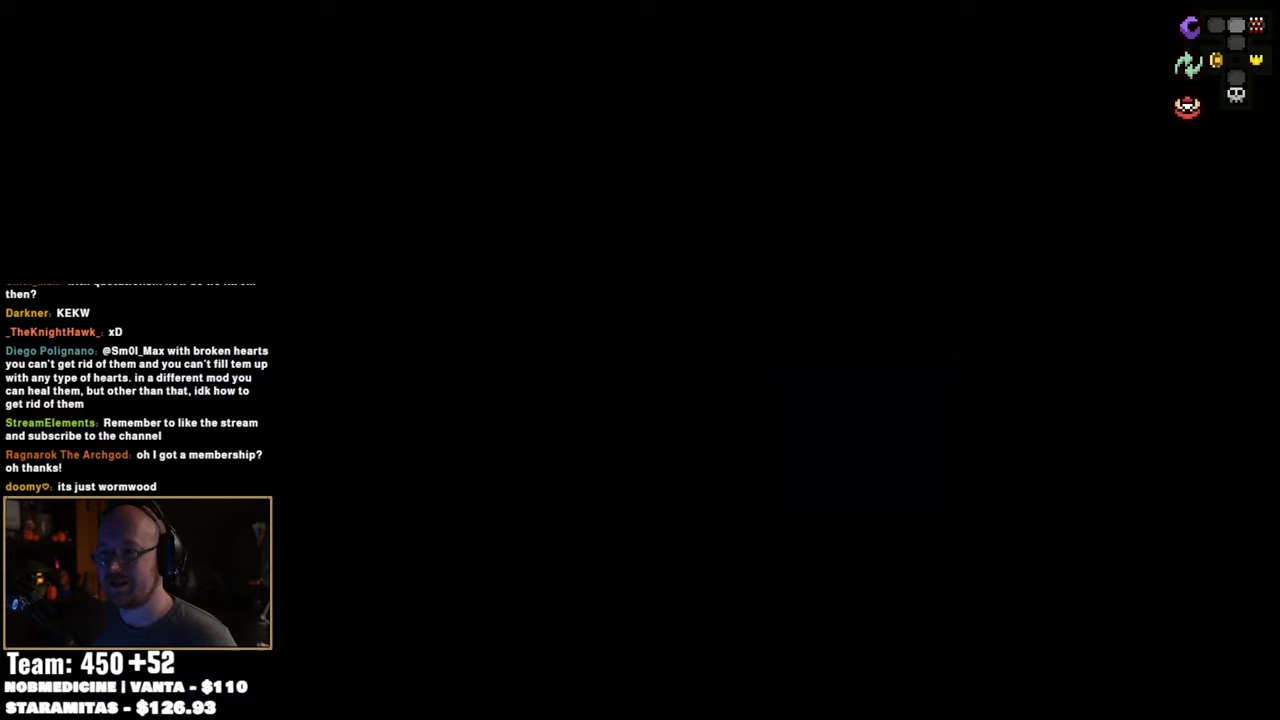 then?
Darkner: KEKW
_TheKnightHawk_: xD
Diego Polignano: @Sm0l_Max with broken hearts
you can't get rid of them and you can't fill tem up
with any type of hearts. in a different mod you
can heal them, but other than that, idk how to
get rid of them
StreamElements: Remember to like the stream
and subscribe to the channel
Ragnarok The Archgod: oh I got a membership?
oh thanks!
doomy♡: its just wormwood
Team: 450 +52
NOBMEDICINE | VANTA - $110
STARAMITAS - $126.93